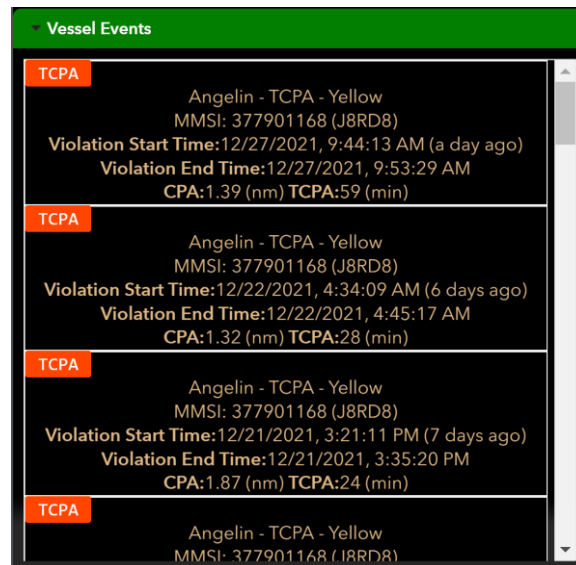 Vessel Events
TCPA
Angelin - TCPA - Yellow
MMSI: 377901168 (J8RD8)
Violation Start Time:12/27/2021, 9:44:13 AM (a day ago)
Violation End Time:12/27/2021, 9:53:29 AM
CPA:1.39 (nm) TCPA:59 (min)
TCPA
Angelin - TCPA - Yellow
MMSI: 377901168 (J8RD8)
Violation Start Time:12/22/2021, 4:34:09 AM (6 days ago)
Violation End Time:12/22/2021, 4:45:17 AM
CPA:1.32 (nm) TCPA:28 (min)
TCPA
Angelin - TCPA - Yellow
MMSI: 377901168 (J8RD8)
Violation Start Time:12/21/2021, 3:21:11 PM (7 days ago)
Violation End Time:12/21/2021, 3:35:20 PM
CPA:1.87 (nm) TCPA:24 (min)
TCPA
Angelin - TCPA - Yellow
MMSI: 377901168 (J8RD8)